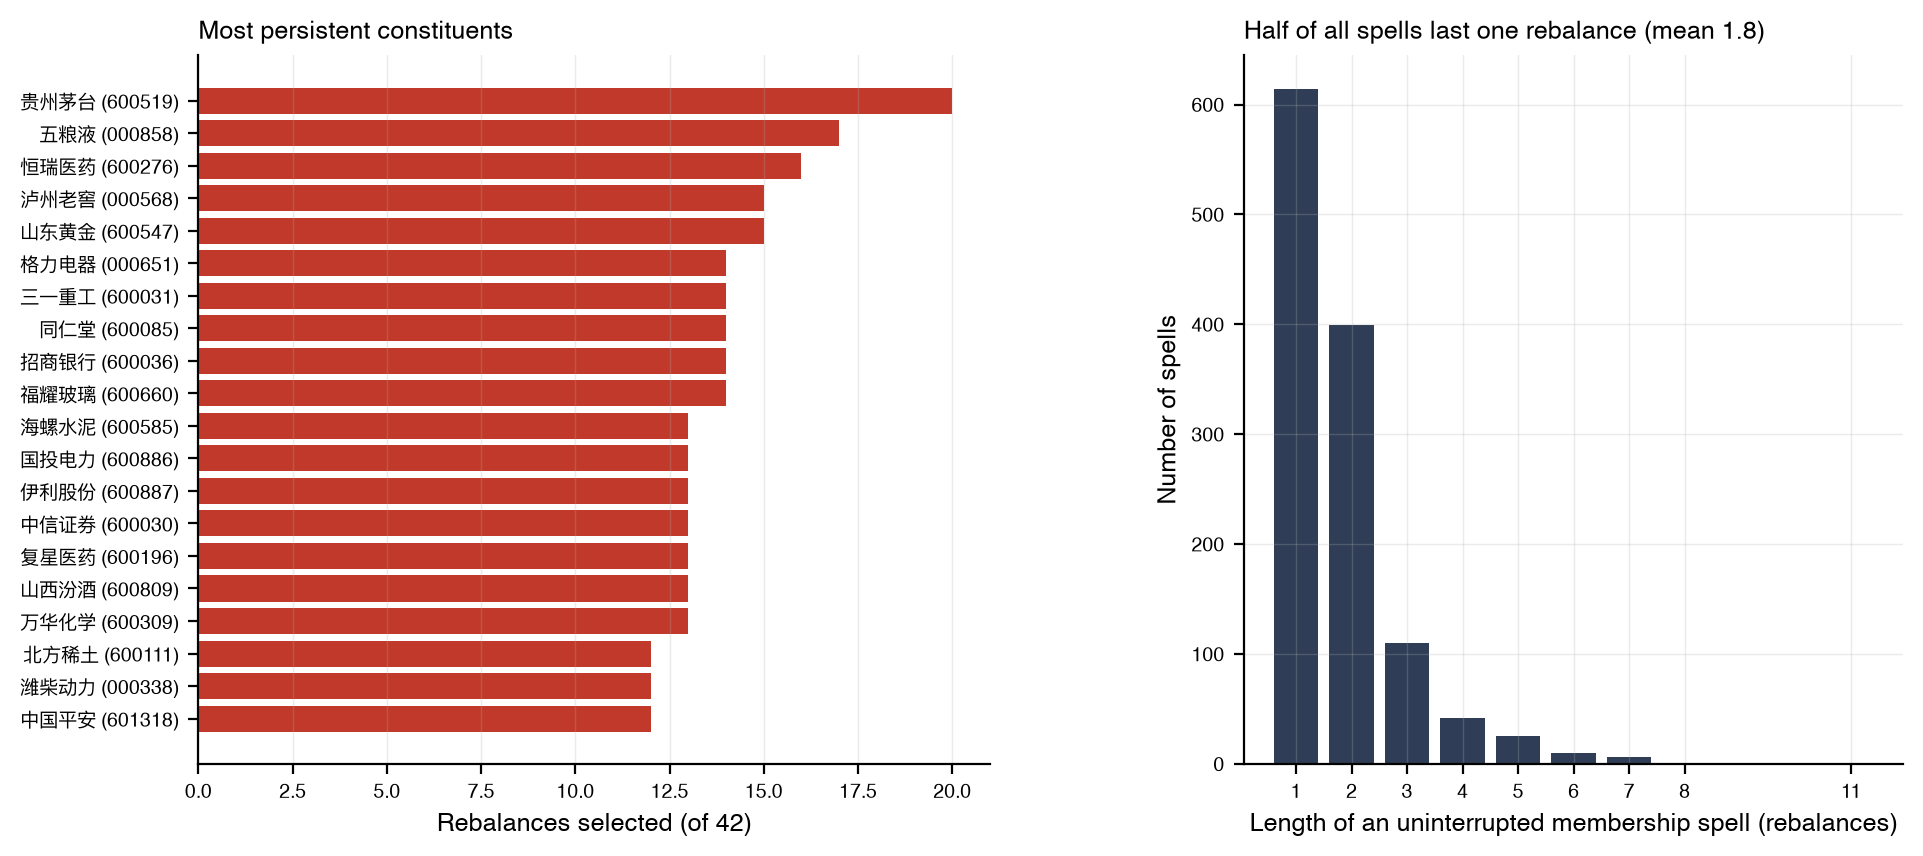 Most persistent constituents
贵州茅台 (600519)
五粮液 (000858)
恒瑞医药 (600276)
泸州老窖 (000568)
山东黄金 (600547)
格力电器 (000651)
三一重工 (600031)
同仁堂 (600085)
招商银行 (600036)
福耀玻璃 (600660)
海螺水泥 (600585)
国投电力 (600886)
伊利股份 (600887)
中信证券 (600030)
复星医药 (600196)
山西汾酒 (600809)
万华化学 (600309)
北方稀土 (600111)
潍柴动力 (000338)
中国平安 (601318)
0.0 2.5 5.0 7.5 10.0 12.5 15.0 17.5 20.0
Rebalances selected (of 42)
Half of all spells last one rebalance (mean 1.8)
Number of spells
600
500
400
300
200
100
0
1 2 3 4 5 6 7 8 11
Length of an uninterrupted membership spell (rebalances)